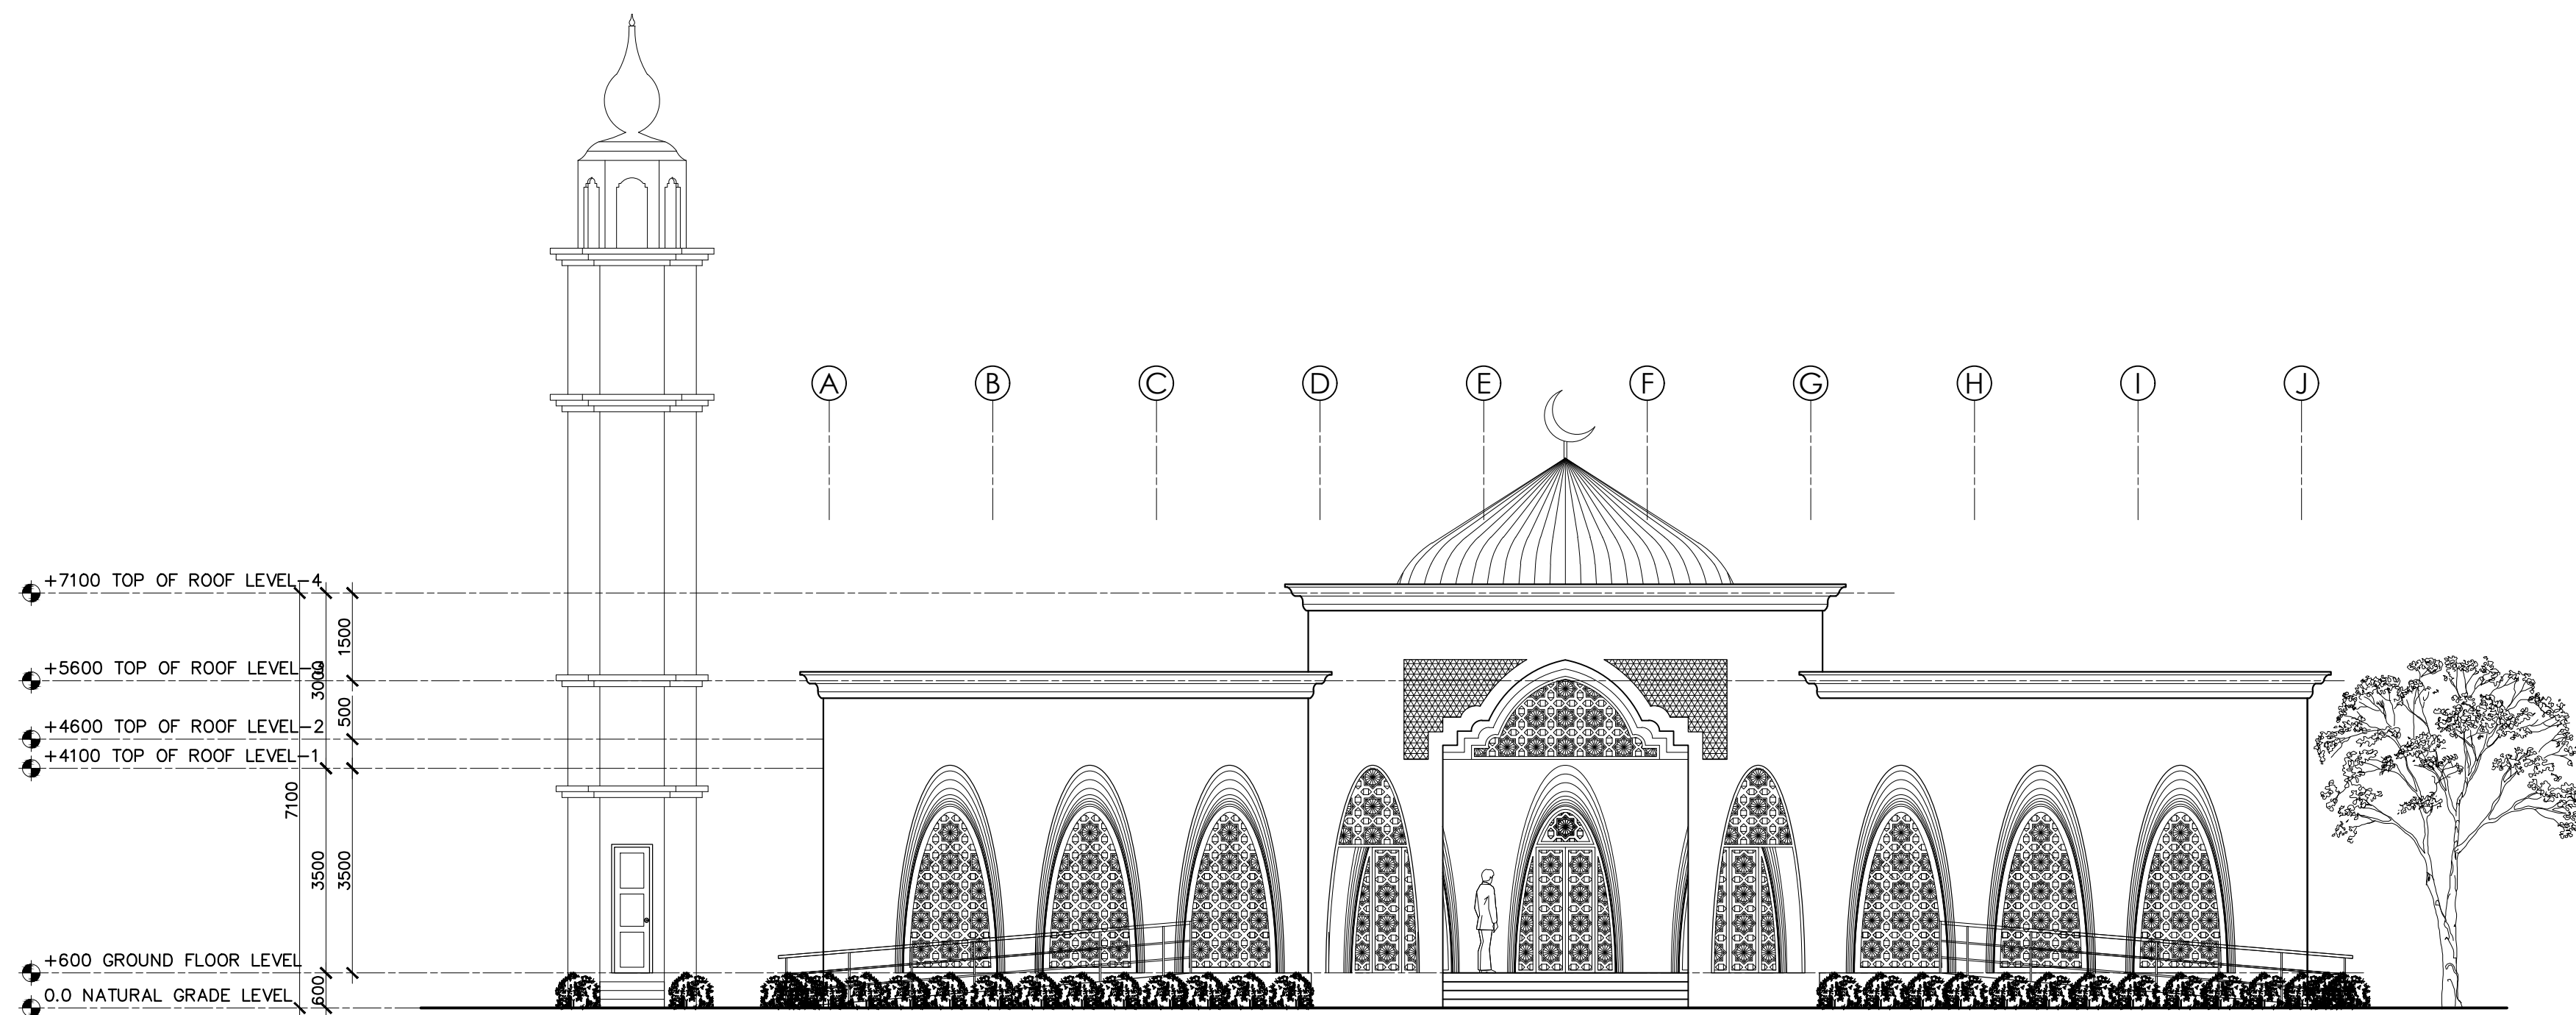 A B C D E F G H I J
+7100 TOP OF ROOF LEVEL-4
1500
+5600 TOP OF ROOF LEVEL-3
3000
500
+4600 TOP OF ROOF LEVEL-2
+4100 TOP OF ROOF LEVEL-1
7100
3500
3500
+600 GROUND FLOOR LEVEL
600
0.0 NATURAL GRADE LEVEL